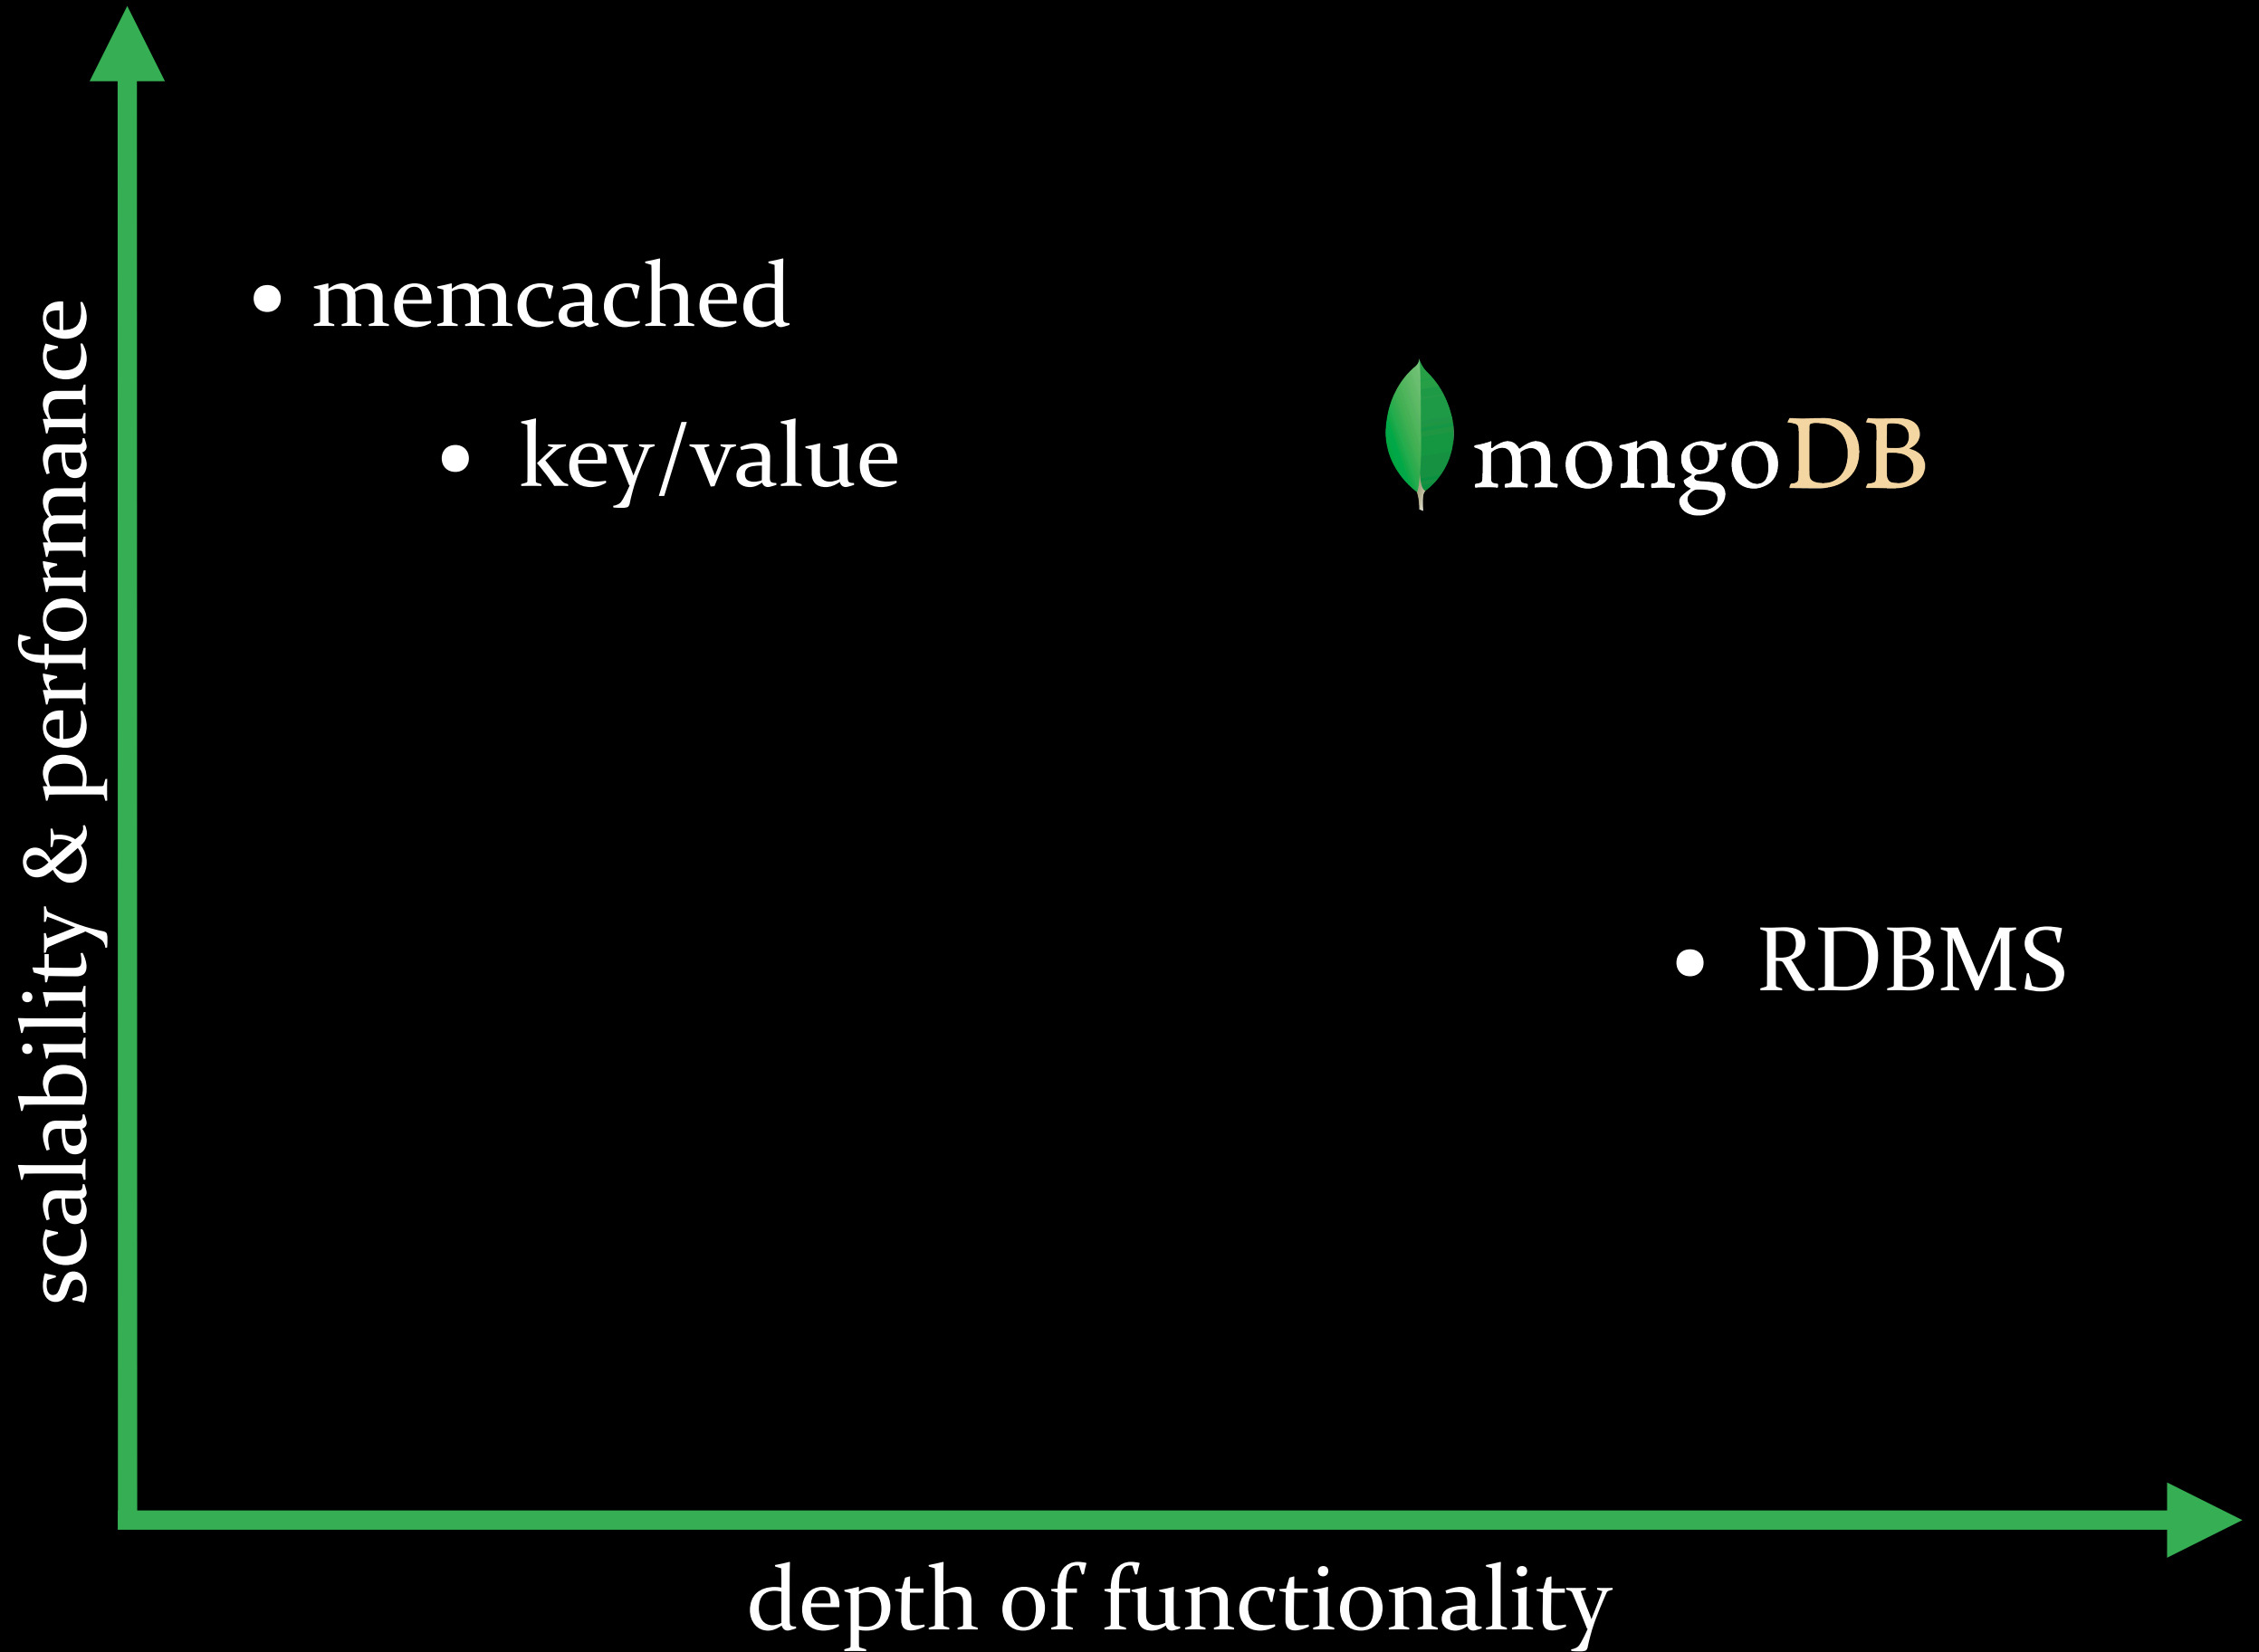 memcached
key/value
mongoDB
RDBMS
scalability & performance
depth of functionality